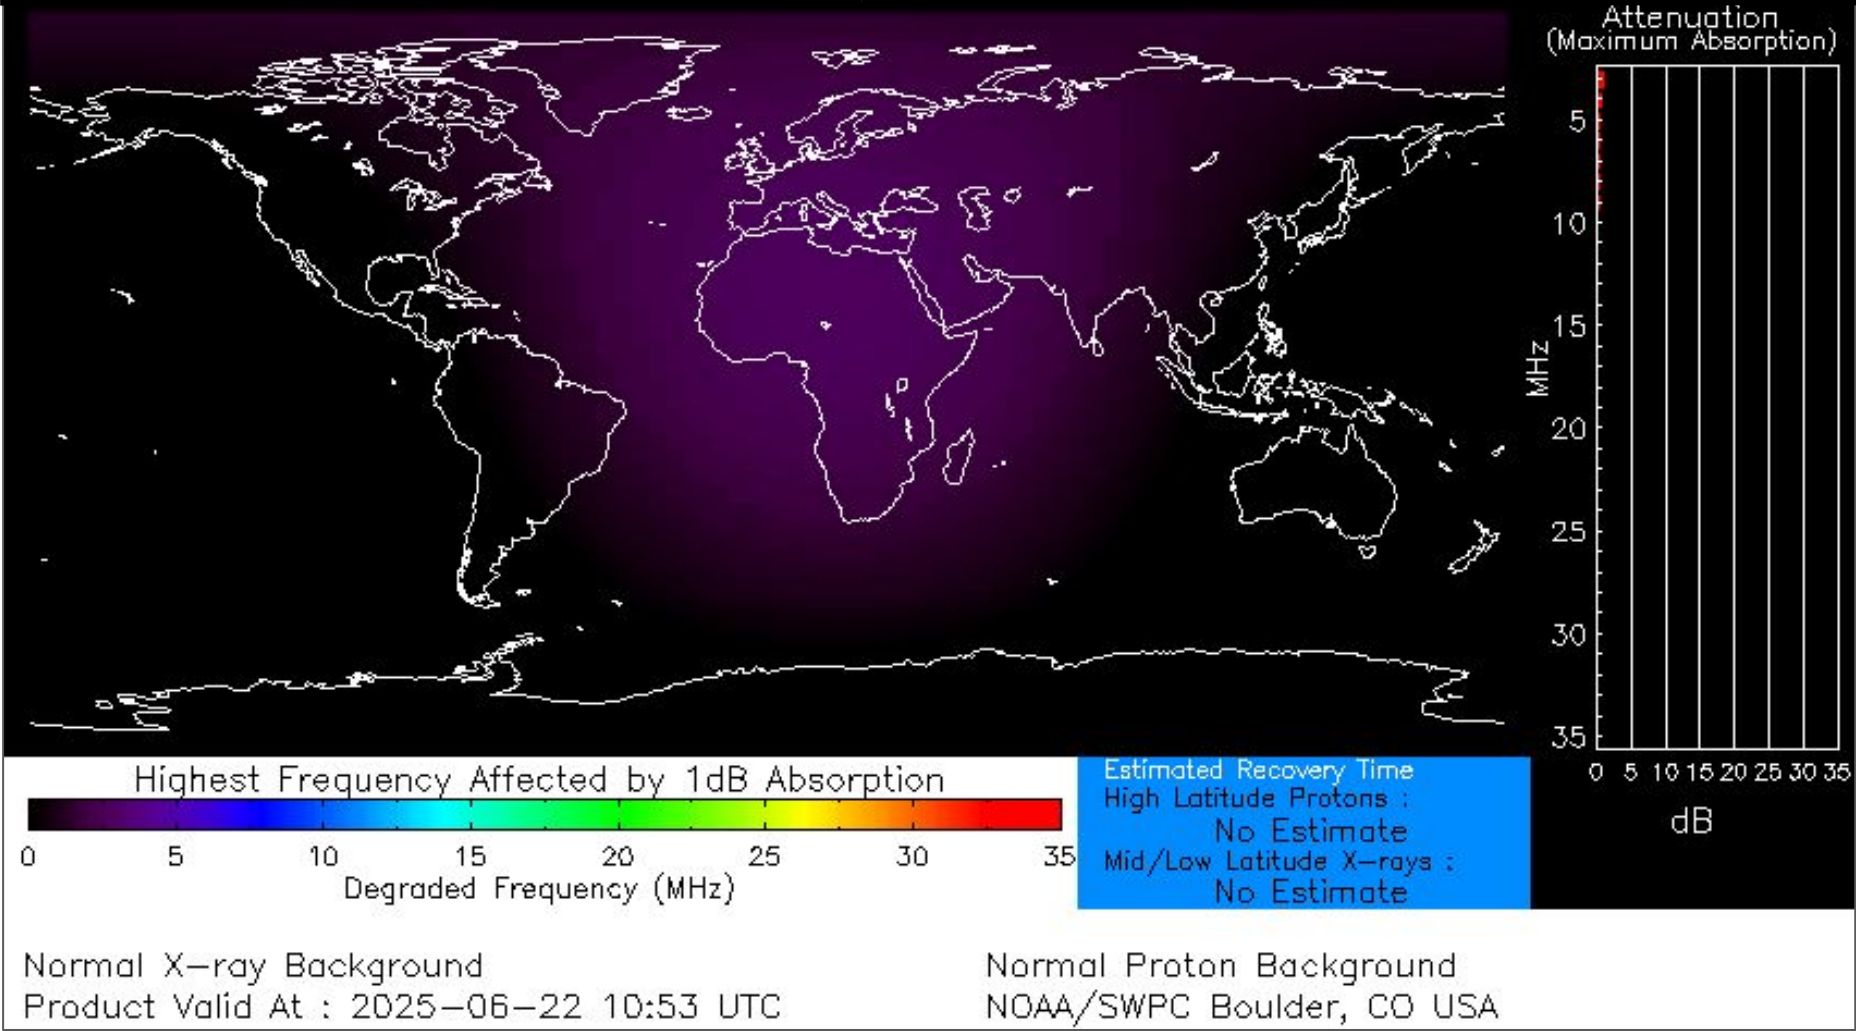 Attenuation
(Maximum Absorption)
5
10
15
20
25
30
35
MHz
0 5 10 15 20 25 30 35
dB
Highest Frequency Affected by 1dB Absorption
0 5 10 15 20 25 30 35
Degraded Frequency (MHz)
Estimated Recovery Time
High Latitude Protons :
No Estimate
Mid/Low Latitude X-rays :
No Estimate
Normal X-ray Background
Product Valid At : 2025-06-22 10:53 UTC
Normal Proton Background
NOAA/SWPC Boulder, CO USA